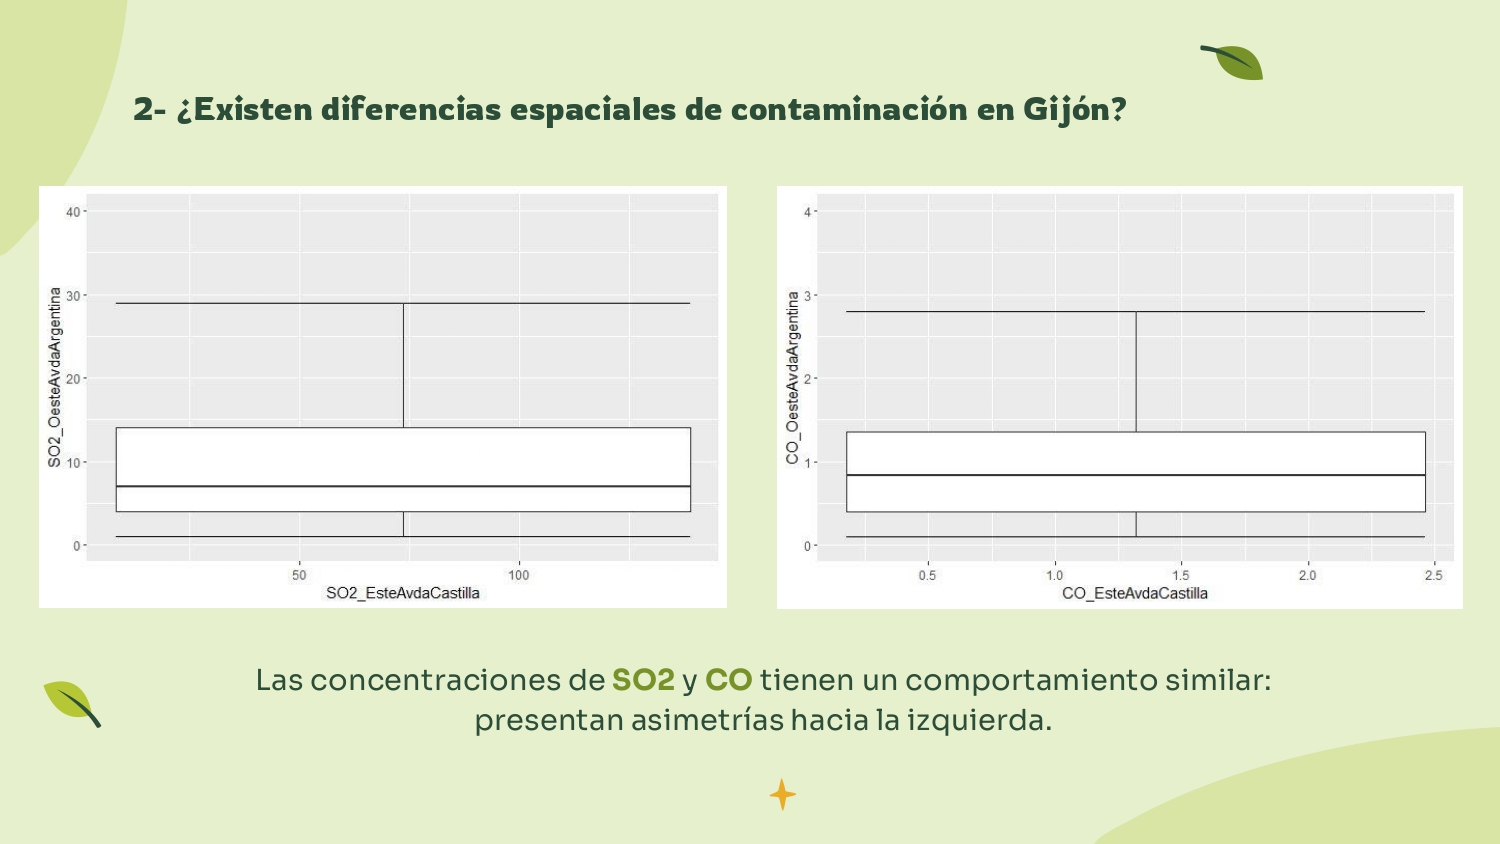 2- ¿Existen diferencias espaciales de contaminación en Gijón?
40
30
20
10
0
SO2_OesteAvdaArgentina
50
100
SO2_EsteAvdaCastilla
4
3
2
1
0
CO_OesteAvdaArgentina
0.5
1.0
1.5
2.0
2.5
CO_EsteAvdaCastilla
Las concentraciones de SO2 y CO tienen un comportamiento similar:
presentan asimetrías hacia la izquierda.